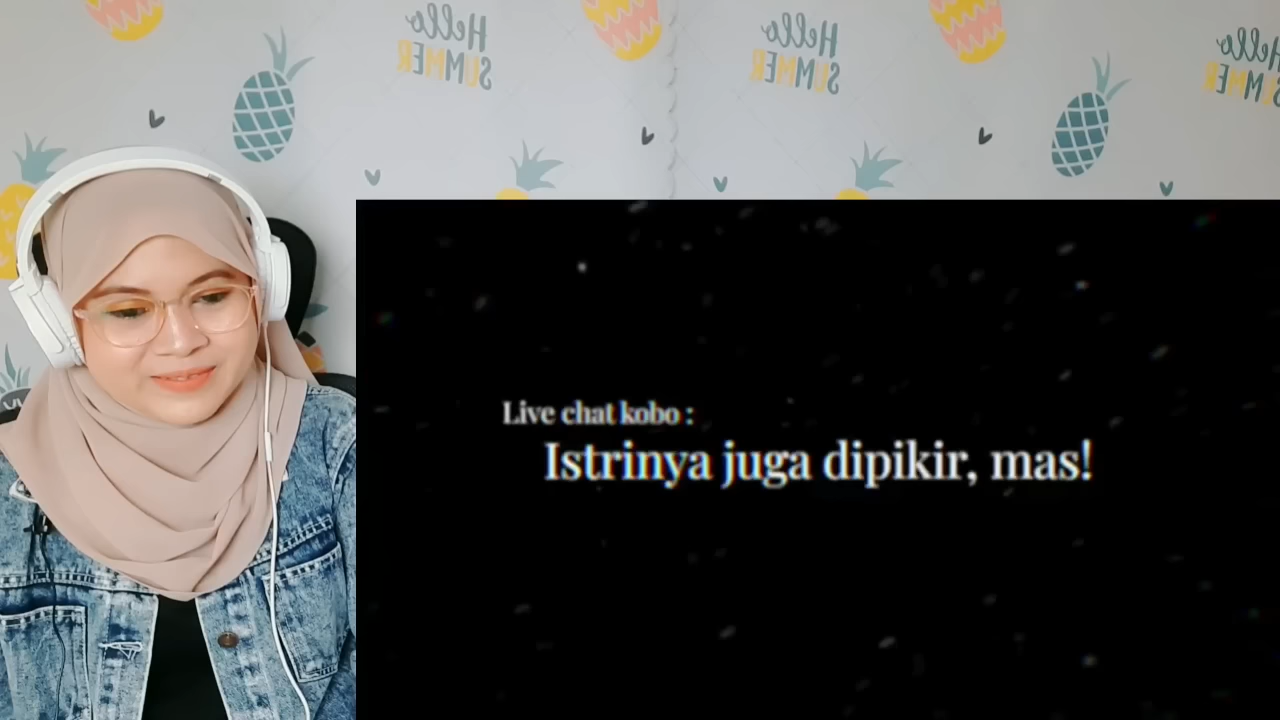 Hello
SUMMER
Hello
SUMMER
Hello
SUMMER
Live chat kobo :
Istrinya juga dipikir, mas!